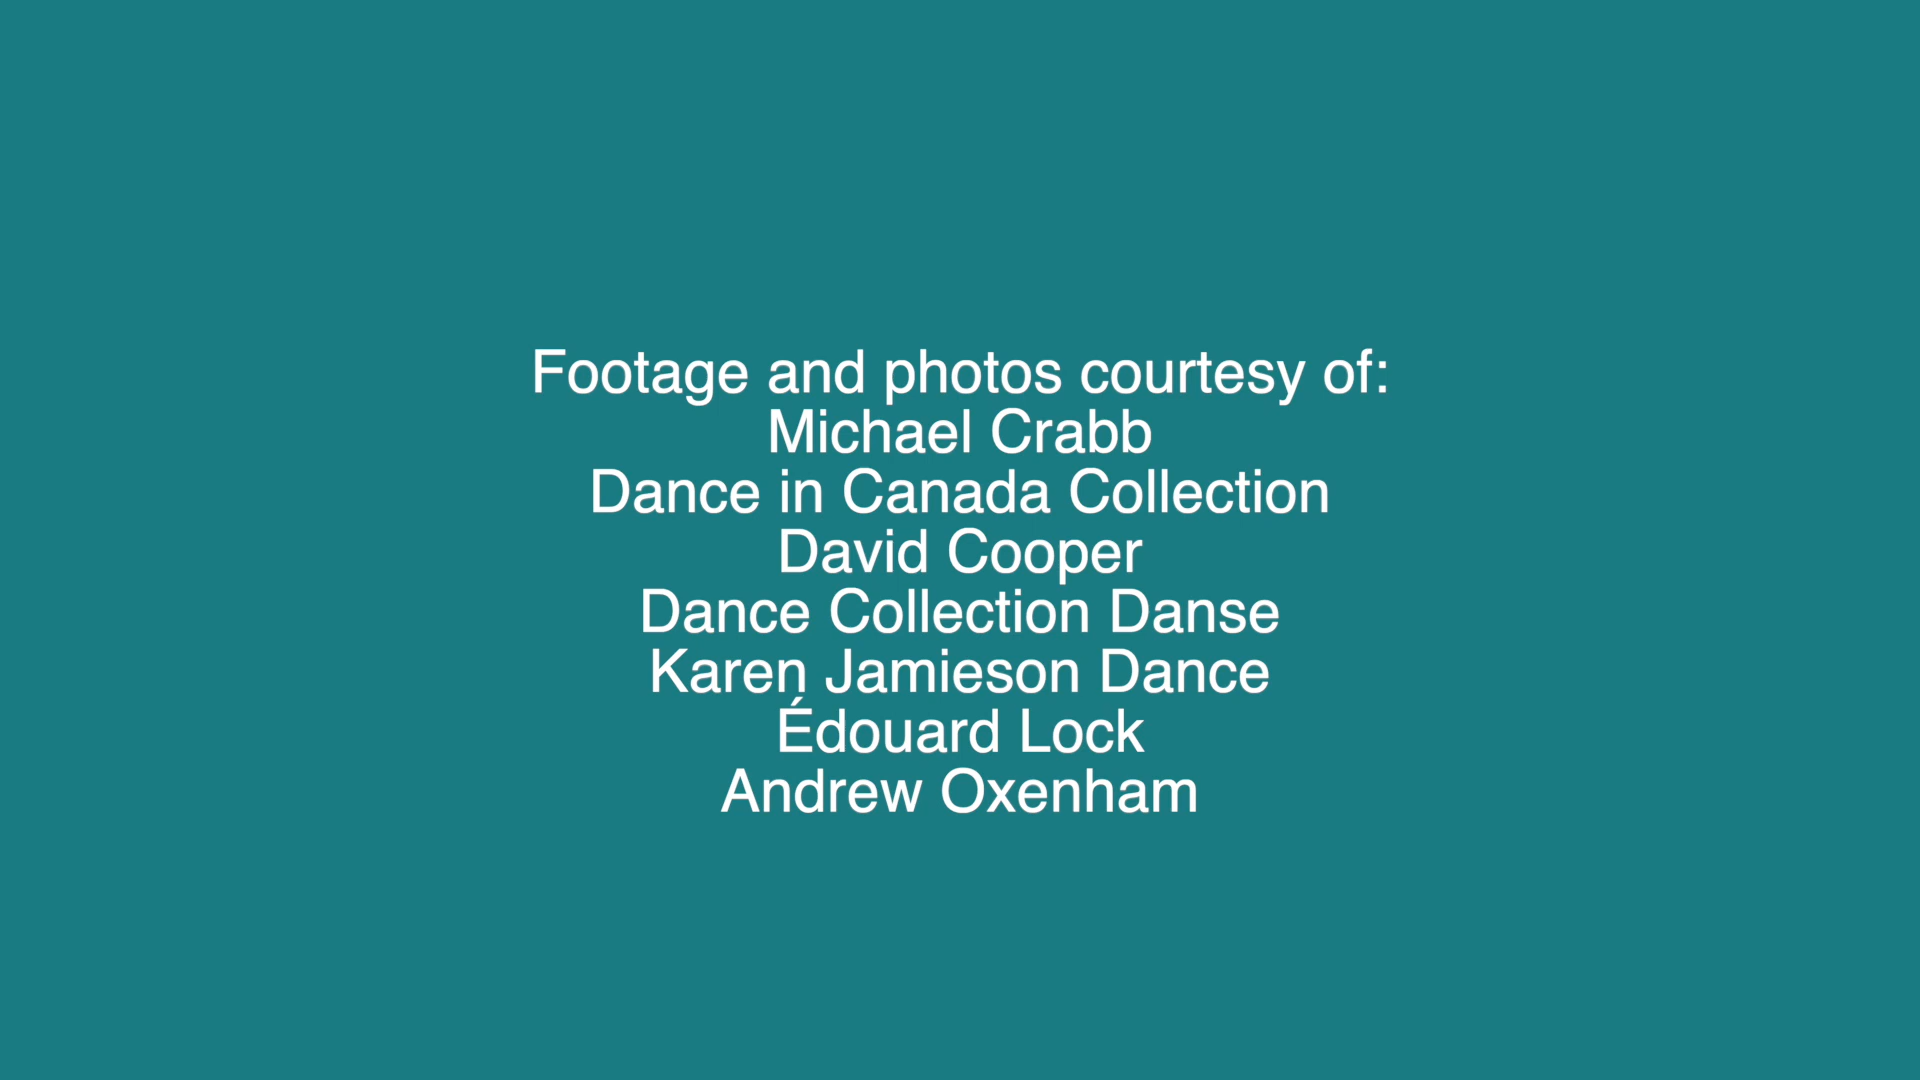 Footage and photos courtesy of:
Michael Crabb
Dance in Canada Collection
David Cooper
Dance Collection Danse
Karen Jamieson Dance
Édouard Lock
Andrew Oxenham